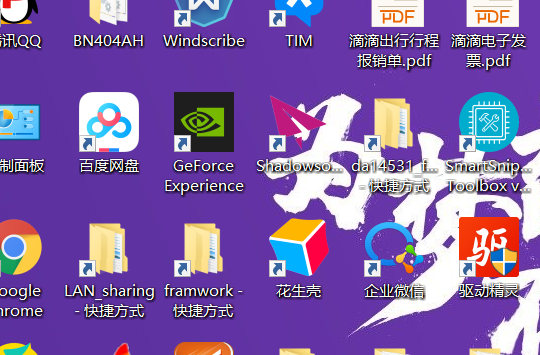 腾讯QQ
BN404AH
Windscribe
TIM
PDF
滴滴出行行程
报销单.pdf
PDF
滴滴电子发
票.pdf
制面板
百度网盘
GeForce
Experience
Shadowso...
da14531_f...
- 快捷方式
SmartSnip...
Toolbox v...
oogle
hrome
LAN_sharing
- 快捷方式
framwork -
快捷方式
花生壳
企业微信
驱
驱动精灵